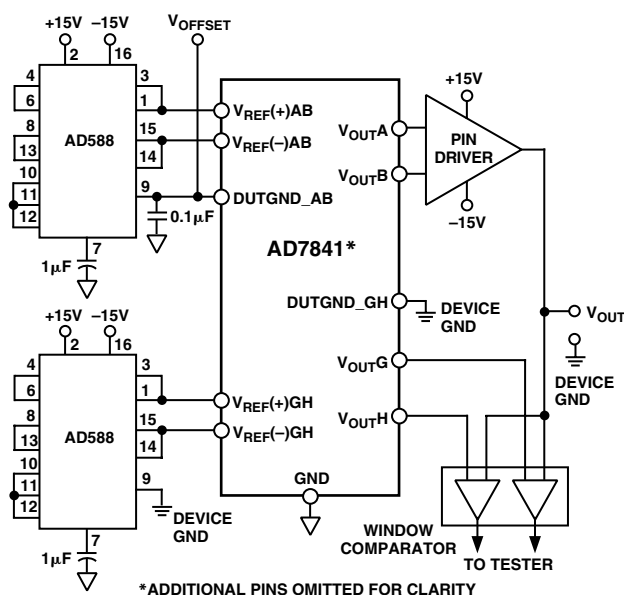 +15V –15V
V_OFFSET
2 16
4 3
6 1
8 15
13 14
10 9
11
12
AD588
7
1µF
0.1µF
V_REF(+)AB
V_REF(–)AB
DUTGND_AB
AD7841*
V_OUTA
V_OUTB
+15V
PIN
DRIVER
–15V
DUTGND_GH
DEVICE
GND
V_OUT
DEVICE
GND
V_OUTG
V_OUTH
+15V –15V
2 16
4 3
6 1
8 15
13 14
10 9
11
12
AD588
7
1µF
DEVICE
GND
V_REF(+)GH
V_REF(–)GH
GND
WINDOW
COMPARATOR
TO TESTER
*ADDITIONAL PINS OMITTED FOR CLARITY